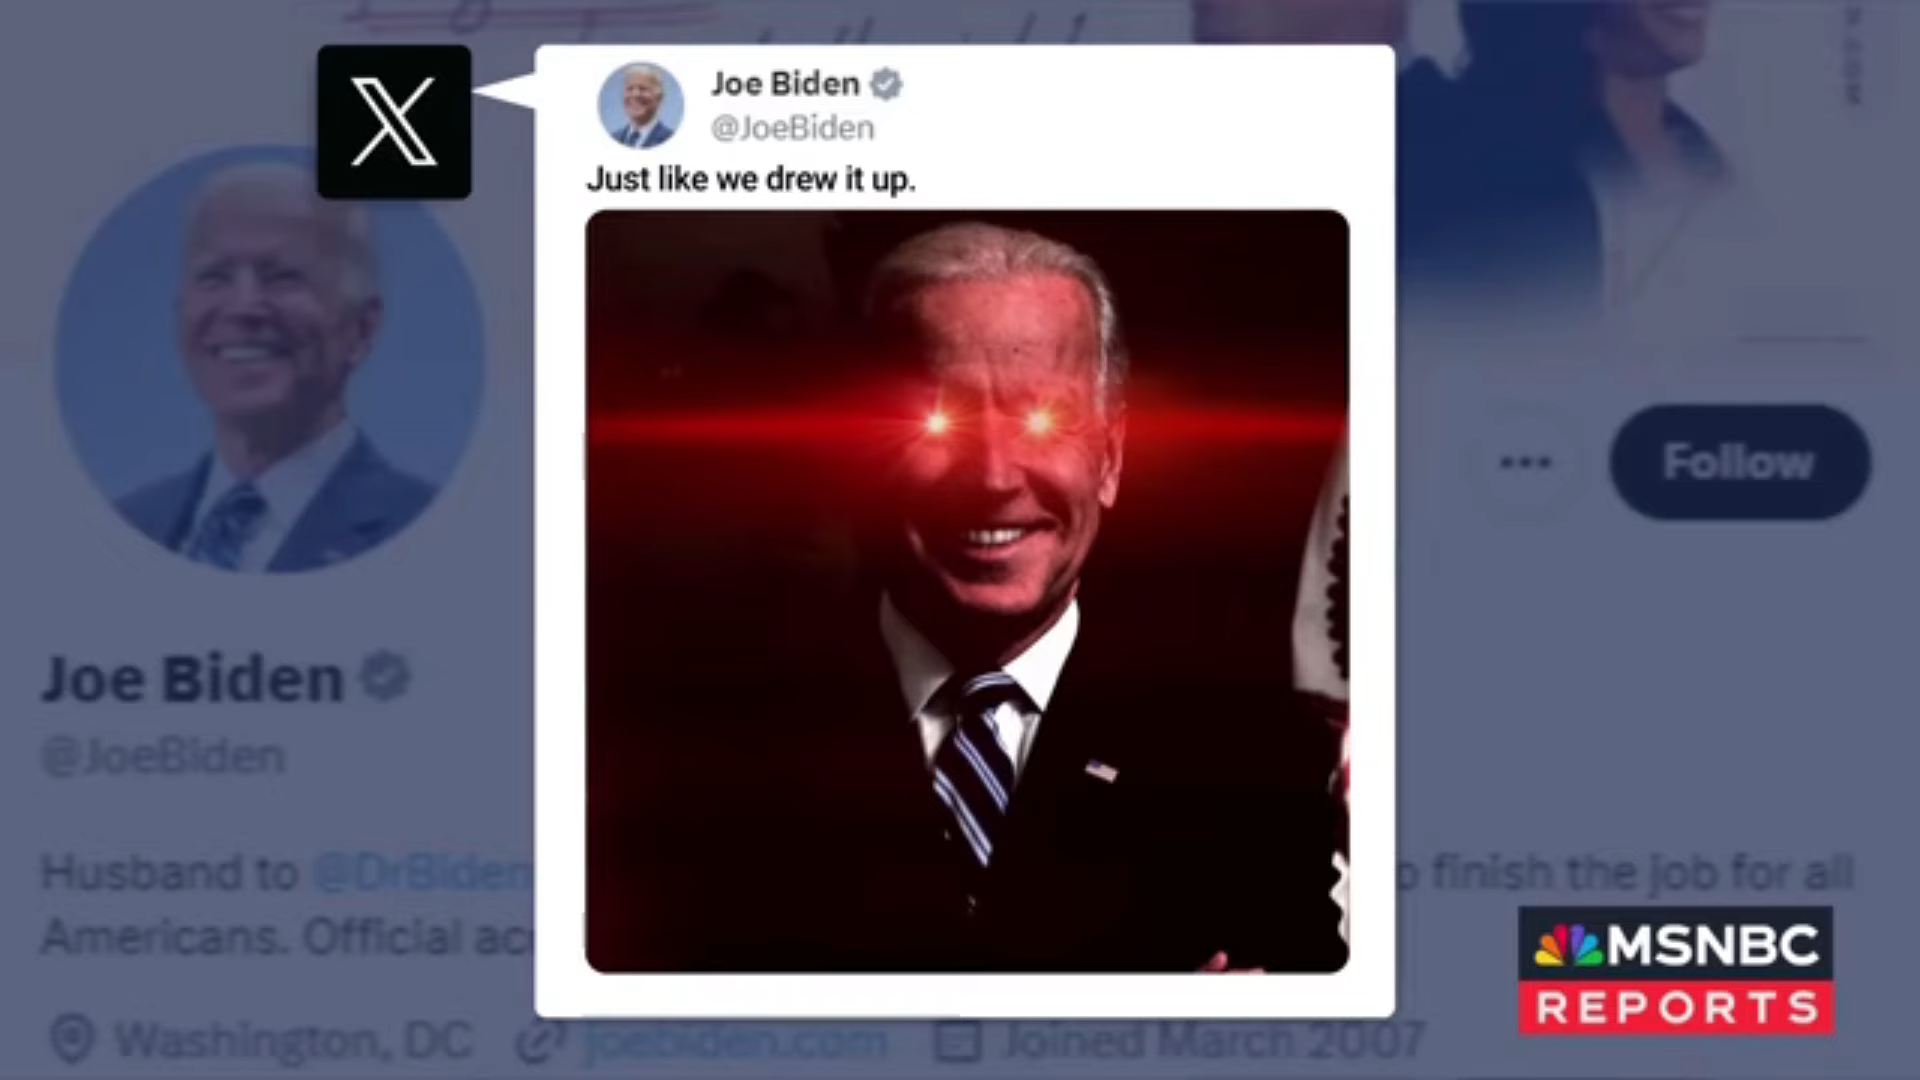 Joe Biden
@JoeBiden
Just like we drew it up.
Follow
Joe Biden
@JoeBiden
Husband to @DrBiden
finish the job for all
Americans. Official
Washington, DC
joebiden.com
Joined March 2007
MSNBC
REPORTS